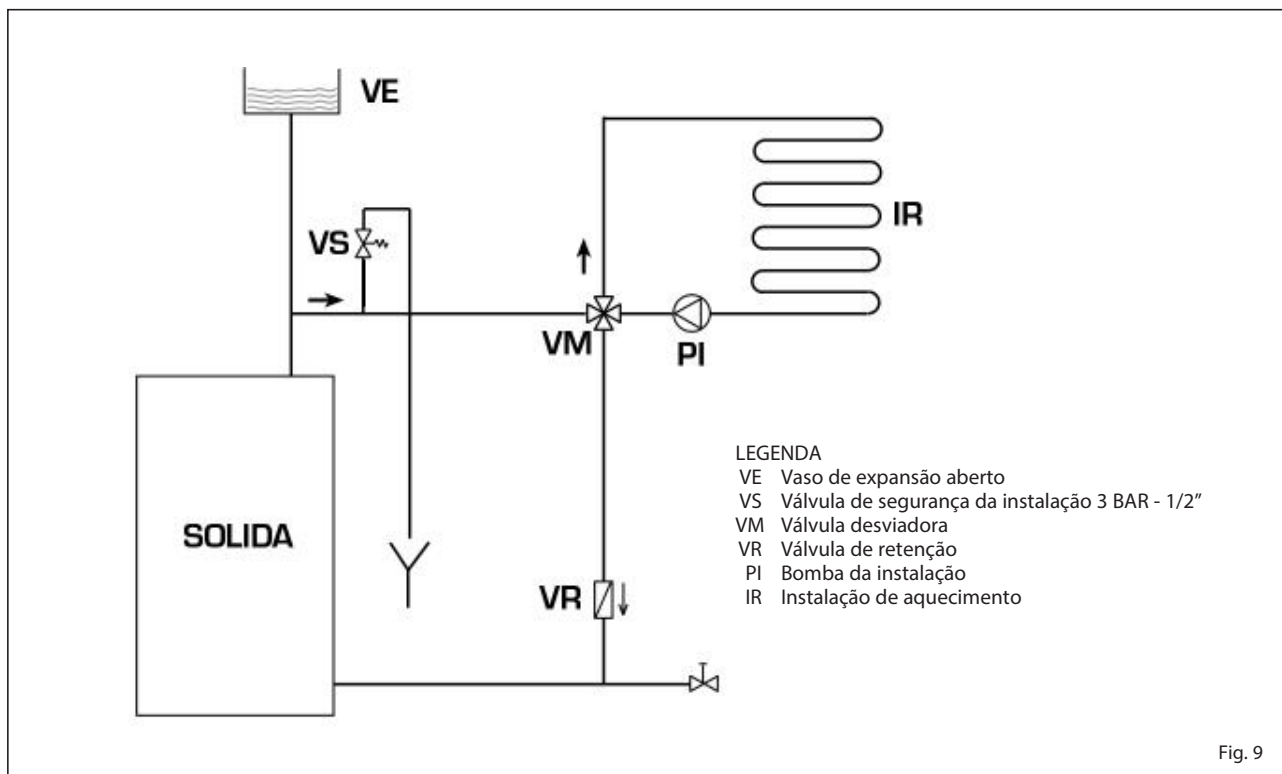 VE
VS
IR
VM
PI
SOLIDA
VR
LEGENDA
VE Vaso de expansão aberto
VS Válvula de segurança da instalação 3 BAR - 1/2”
VM Válvula desviadora
VR Válvula de retenção
PI Bomba da instalação
IR Instalação de aquecimento
Fig. 9